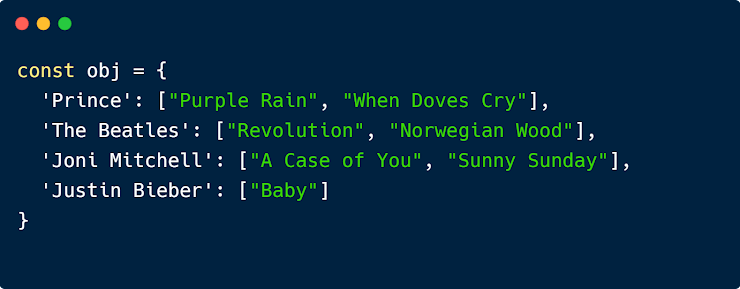 const obj = {
  'Prince': ["Purple Rain", "When Doves Cry"],
  'The Beatles': ["Revolution", "Norwegian Wood"],
  'Joni Mitchell': ["A Case of You", "Sunny Sunday"],
  'Justin Bieber': ["Baby"]
}